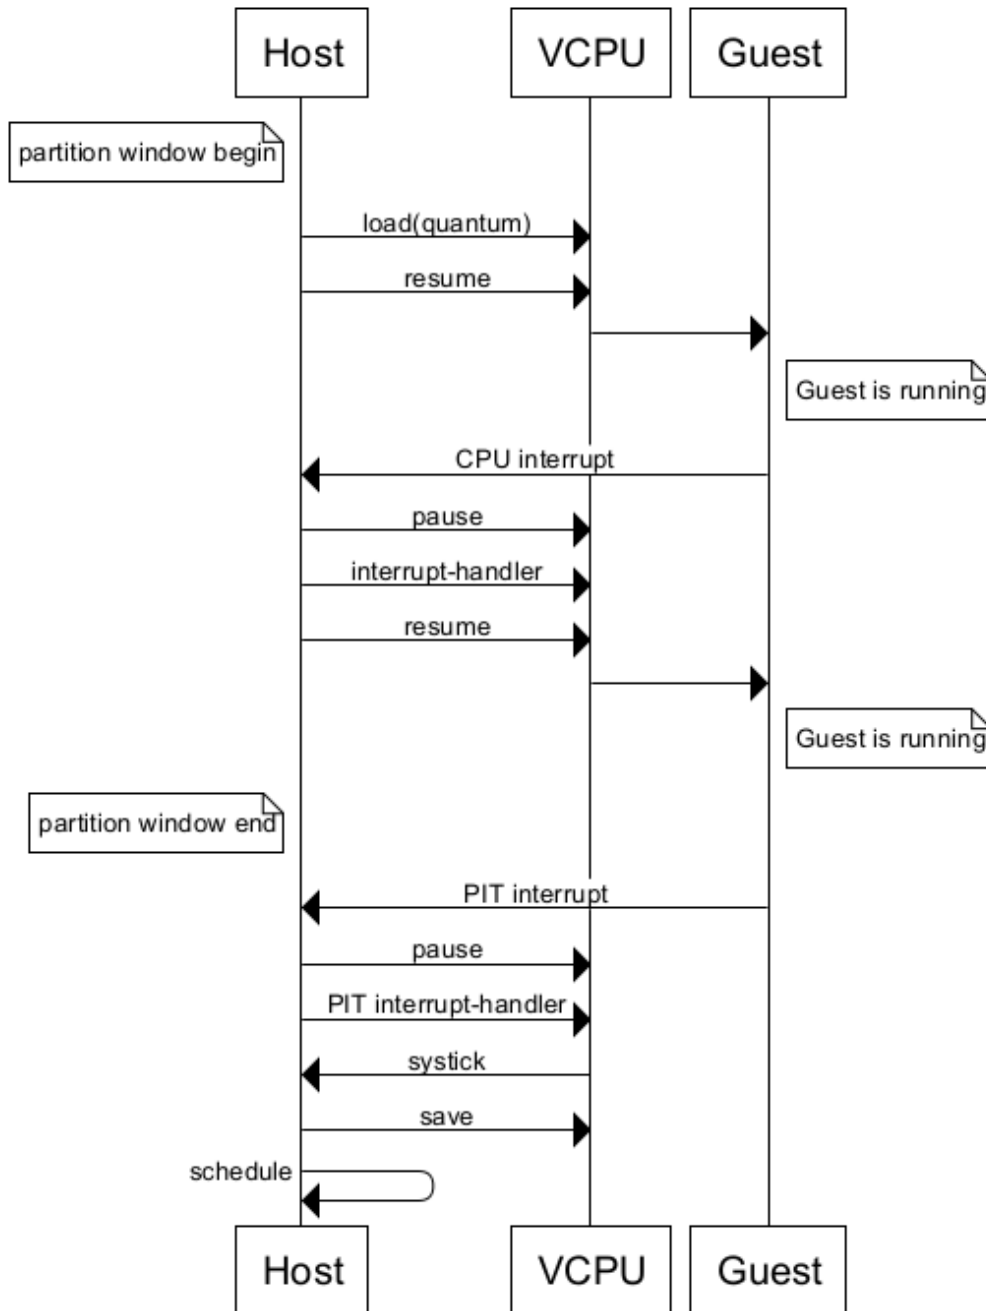 Host
VCPU
Guest
partition window begin
load(quantum)
resume
Guest is running
CPU interrupt
pause
interrupt-handler
resume
Guest is running
partition window end
PIT interrupt
pause
PIT interrupt-handler
systick
save
schedule
Host
VCPU
Guest